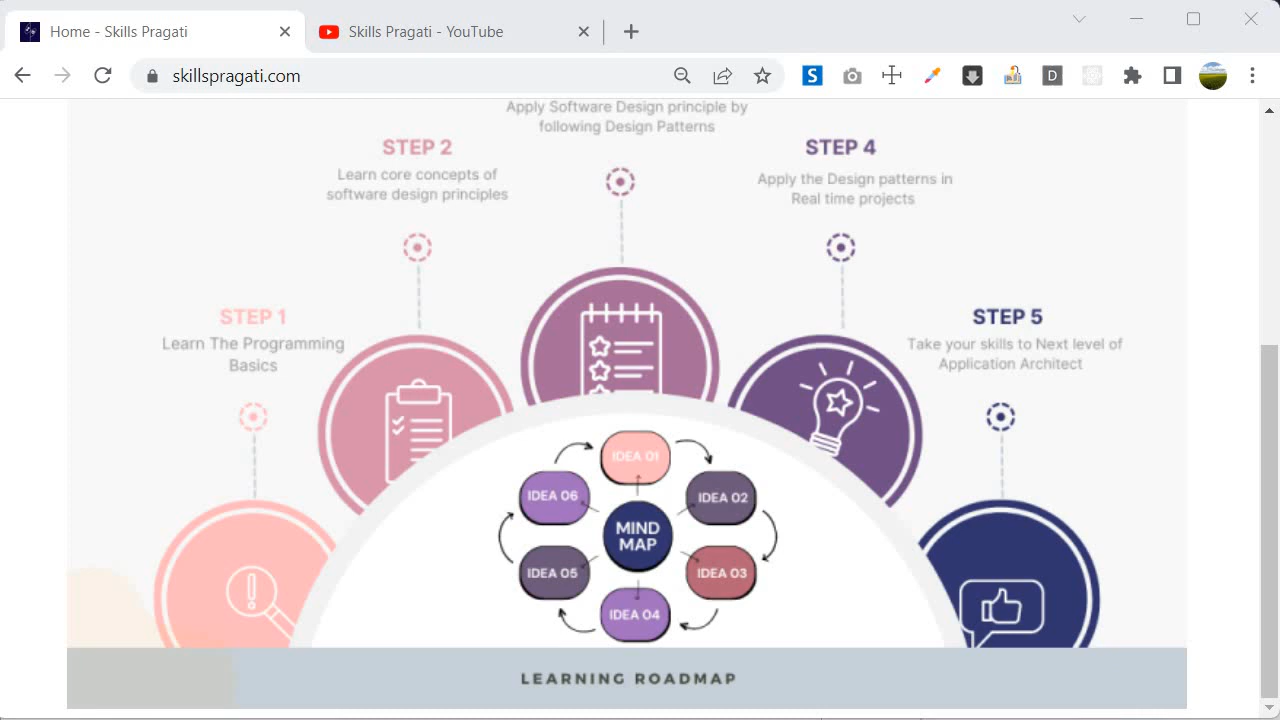 Home - Skills Pragati
Skills Pragati - YouTube
skillspragati.com
S
D
Apply Software Design principle by
following Design Patterns
STEP 2
Learn core concepts of
software design principles
STEP 4
Apply the Design patterns in
Real time projects
STEP 1
Learn The Programming
Basics
STEP 5
Take your skills to Next level of
Application Architect
IDEA 01
IDEA 06
IDEA 02
MIND
MAP
IDEA 05
IDEA 03
IDEA 04
LEARNING ROADMAP